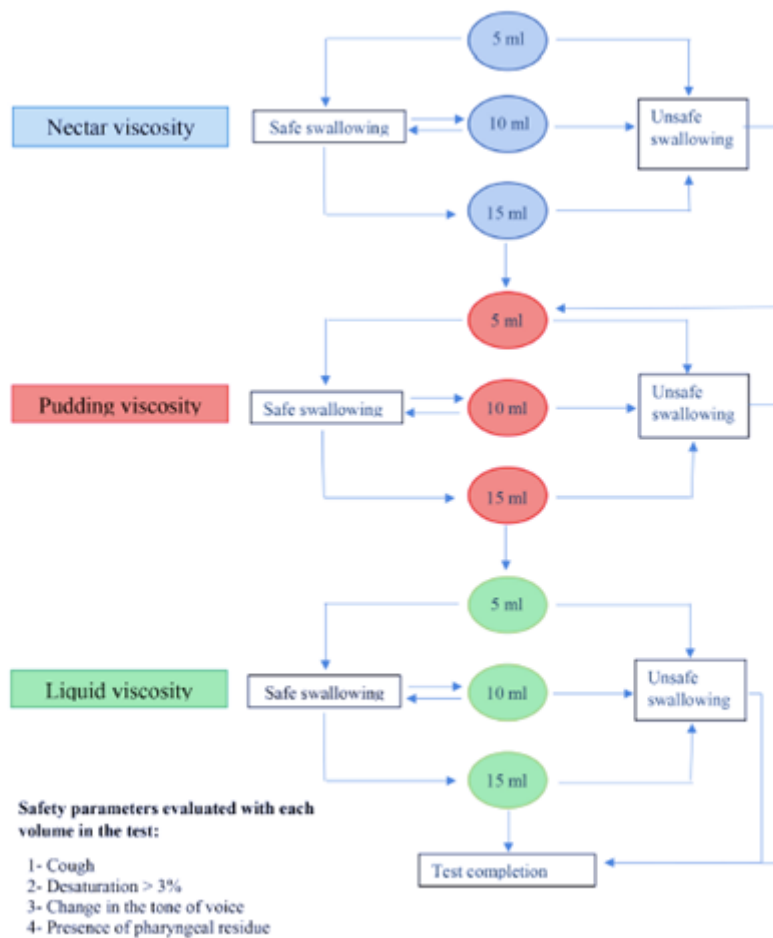 5 ml
Nectar viscosity
Safe swallowing
10 ml
Unsafe
swallowing
15 ml
5 ml
Pudding viscosity
Safe swallowing
10 ml
Unsafe
swallowing
15 ml
5 ml
Liquid viscosity
Safe swallowing
10 ml
Unsafe
swallowing
15 ml
Safety parameters evaluated with each
volume in the test:
1- Cough
2- Desaturation > 3%
3- Change in the tone of voice
4- Presence of pharyngeal residue
Test completion